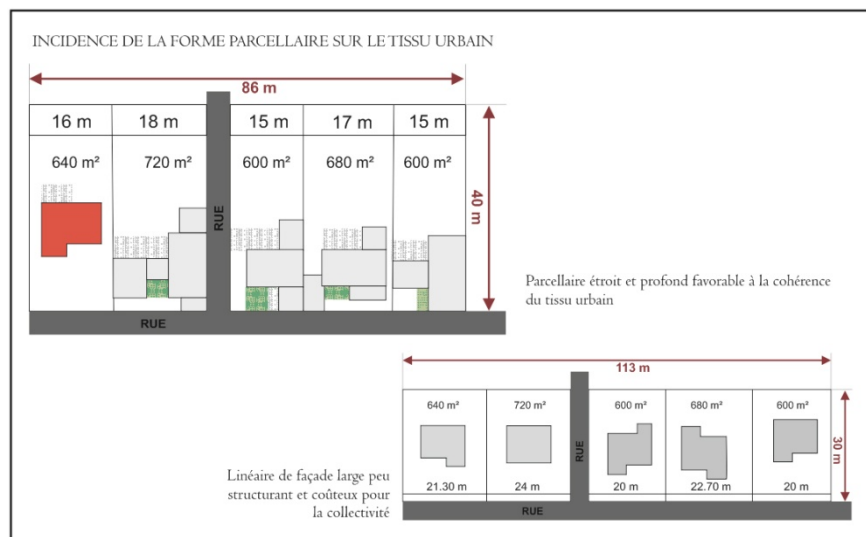 INCIDENCE DE LA FORME PARCELLAIRE SUR LE TISSU URBAIN
86 m
16 m
18 m
15 m
17 m
15 m
640 m²
720 m²
600 m²
680 m²
600 m²
40 m
RUE
RUE
Parcellaire étroit et profond favorable à la cohérence
du tissu urbain
113 m
640 m²
720 m²
600 m²
680 m²
600 m²
30 m
RUE
21.30 m
24 m
20 m
22.70 m
20 m
RUE
Linéaire de façade large peu
structurant et coûteux pour
la collectivité